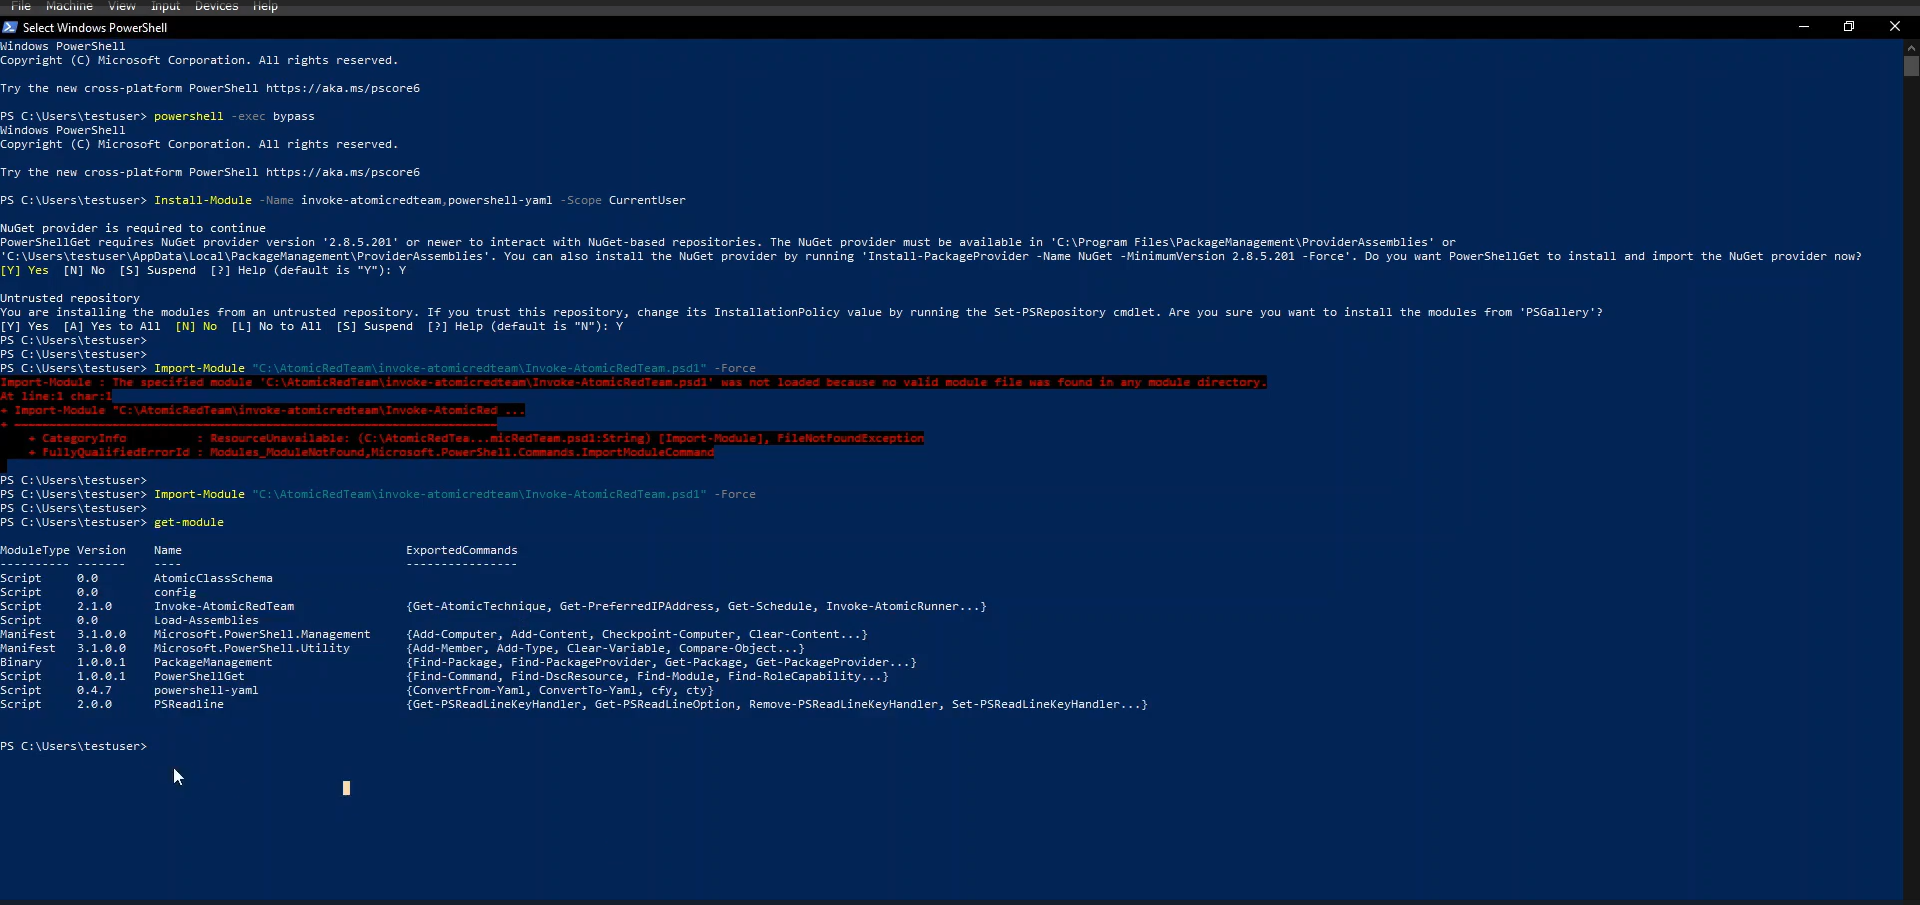 File Machine View Input Devices Help
Select Windows PowerShell
Windows PowerShell
Copyright (C) Microsoft Corporation. All rights reserved.
Try the new cross-platform PowerShell https://aka.ms/pscore6
PS C:\Users\testuser> powershell -exec bypass
Windows PowerShell
Copyright (C) Microsoft Corporation. All rights reserved.
Try the new cross-platform PowerShell https://aka.ms/pscore6
PS C:\Users\testuser> Install-Module -Name invoke-atomicredteam,powershell-yaml -Scope CurrentUser
NuGet provider is required to continue
PowerShellGet requires NuGet provider version '2.8.5.201' or newer to interact with NuGet-based repositories. The NuGet provider must be available in 'C:\Program Files\PackageManagement\ProviderAssemblies' or
'C:\Users\testuser\AppData\Local\PackageManagement\ProviderAssemblies'. You can also install the NuGet provider by running 'Install-PackageProvider -Name NuGet -MinimumVersion 2.8.5.201 -Force'. Do you want PowerShellGet to install and import the NuGet provider now?
[Y] Yes [N] No [S] Suspend [?] Help (default is "Y"): Y
Untrusted repository
You are installing the modules from an untrusted repository. If you trust this repository, change its InstallationPolicy value by running the Set-PSRepository cmdlet. Are you sure you want to install the modules from 'PSGallery'?
[Y] Yes [A] Yes to All [N] No [L] No to All [S] Suspend [?] Help (default is "N"): Y
PS C:\Users\testuser>
PS C:\Users\testuser>
PS C:\Users\testuser> Import-Module "C:\AtomicRedTeam\invoke-atomicredteam\Invoke-AtomicRedTeam.psd1" -Force
Import-Module : The specified module 'C:\AtomicRedTeam\invoke-atomicredteam\Invoke-AtomicRedTeam.psd1' was not loaded because no valid module file was found in any module directory.
At line:1 char:1
+ Import-Module "C:\AtomicRedTeam\invoke-atomicredteam\Invoke-AtomicRed ...
+ ~~~~~~~~~~~~~~~~~~~~~~~~~~~~~~~~~~~~~~~~~~~~~~~~~~~~~~~~~~~~~~~~~~~~~
+ CategoryInfo : ResourceUnavailable: (C:\AtomicRedTea...micRedTeam.psd1:String) [Import-Module], FileNotFoundException
+ FullyQualifiedErrorId : Modules_ModuleNotFound,Microsoft.PowerShell.Commands.ImportModuleCommand
PS C:\Users\testuser>
PS C:\Users\testuser> Import-Module "C:\AtomicRedTeam\invoke-atomicredteam\Invoke-AtomicRedTeam.psd1" -Force
PS C:\Users\testuser>
PS C:\Users\testuser> get-module
ModuleType Version Name ExportedCommands
---------- ------- ---- ----------------
Script 0.0 AtomicClassSchema
Script 0.0 config
Script 2.1.0 Invoke-AtomicRedTeam {Get-AtomicTechnique, Get-PreferredIPAddress, Get-Schedule, Invoke-AtomicRunner...}
Script 0.0 Load-Assemblies
Manifest 3.1.0.0 Microsoft.PowerShell.Management {Add-Computer, Add-Content, Checkpoint-Computer, Clear-Content...}
Manifest 3.1.0.0 Microsoft.PowerShell.Utility {Add-Member, Add-Type, Clear-Variable, Compare-Object...}
Binary 1.0.0.1 PackageManagement {Find-Package, Find-PackageProvider, Get-Package, Get-PackageProvider...}
Script 1.0.0.1 PowerShellGet {Find-Command, Find-DscResource, Find-Module, Find-RoleCapability...}
Script 0.4.7 powershell-yaml {ConvertFrom-Yaml, ConvertTo-Yaml, cfy, cty}
Script 2.0.0 PSReadline {Get-PSReadLineKeyHandler, Get-PSReadLineOption, Remove-PSReadLineKeyHandler, Set-PSReadLineKeyHandler...}
PS C:\Users\testuser>